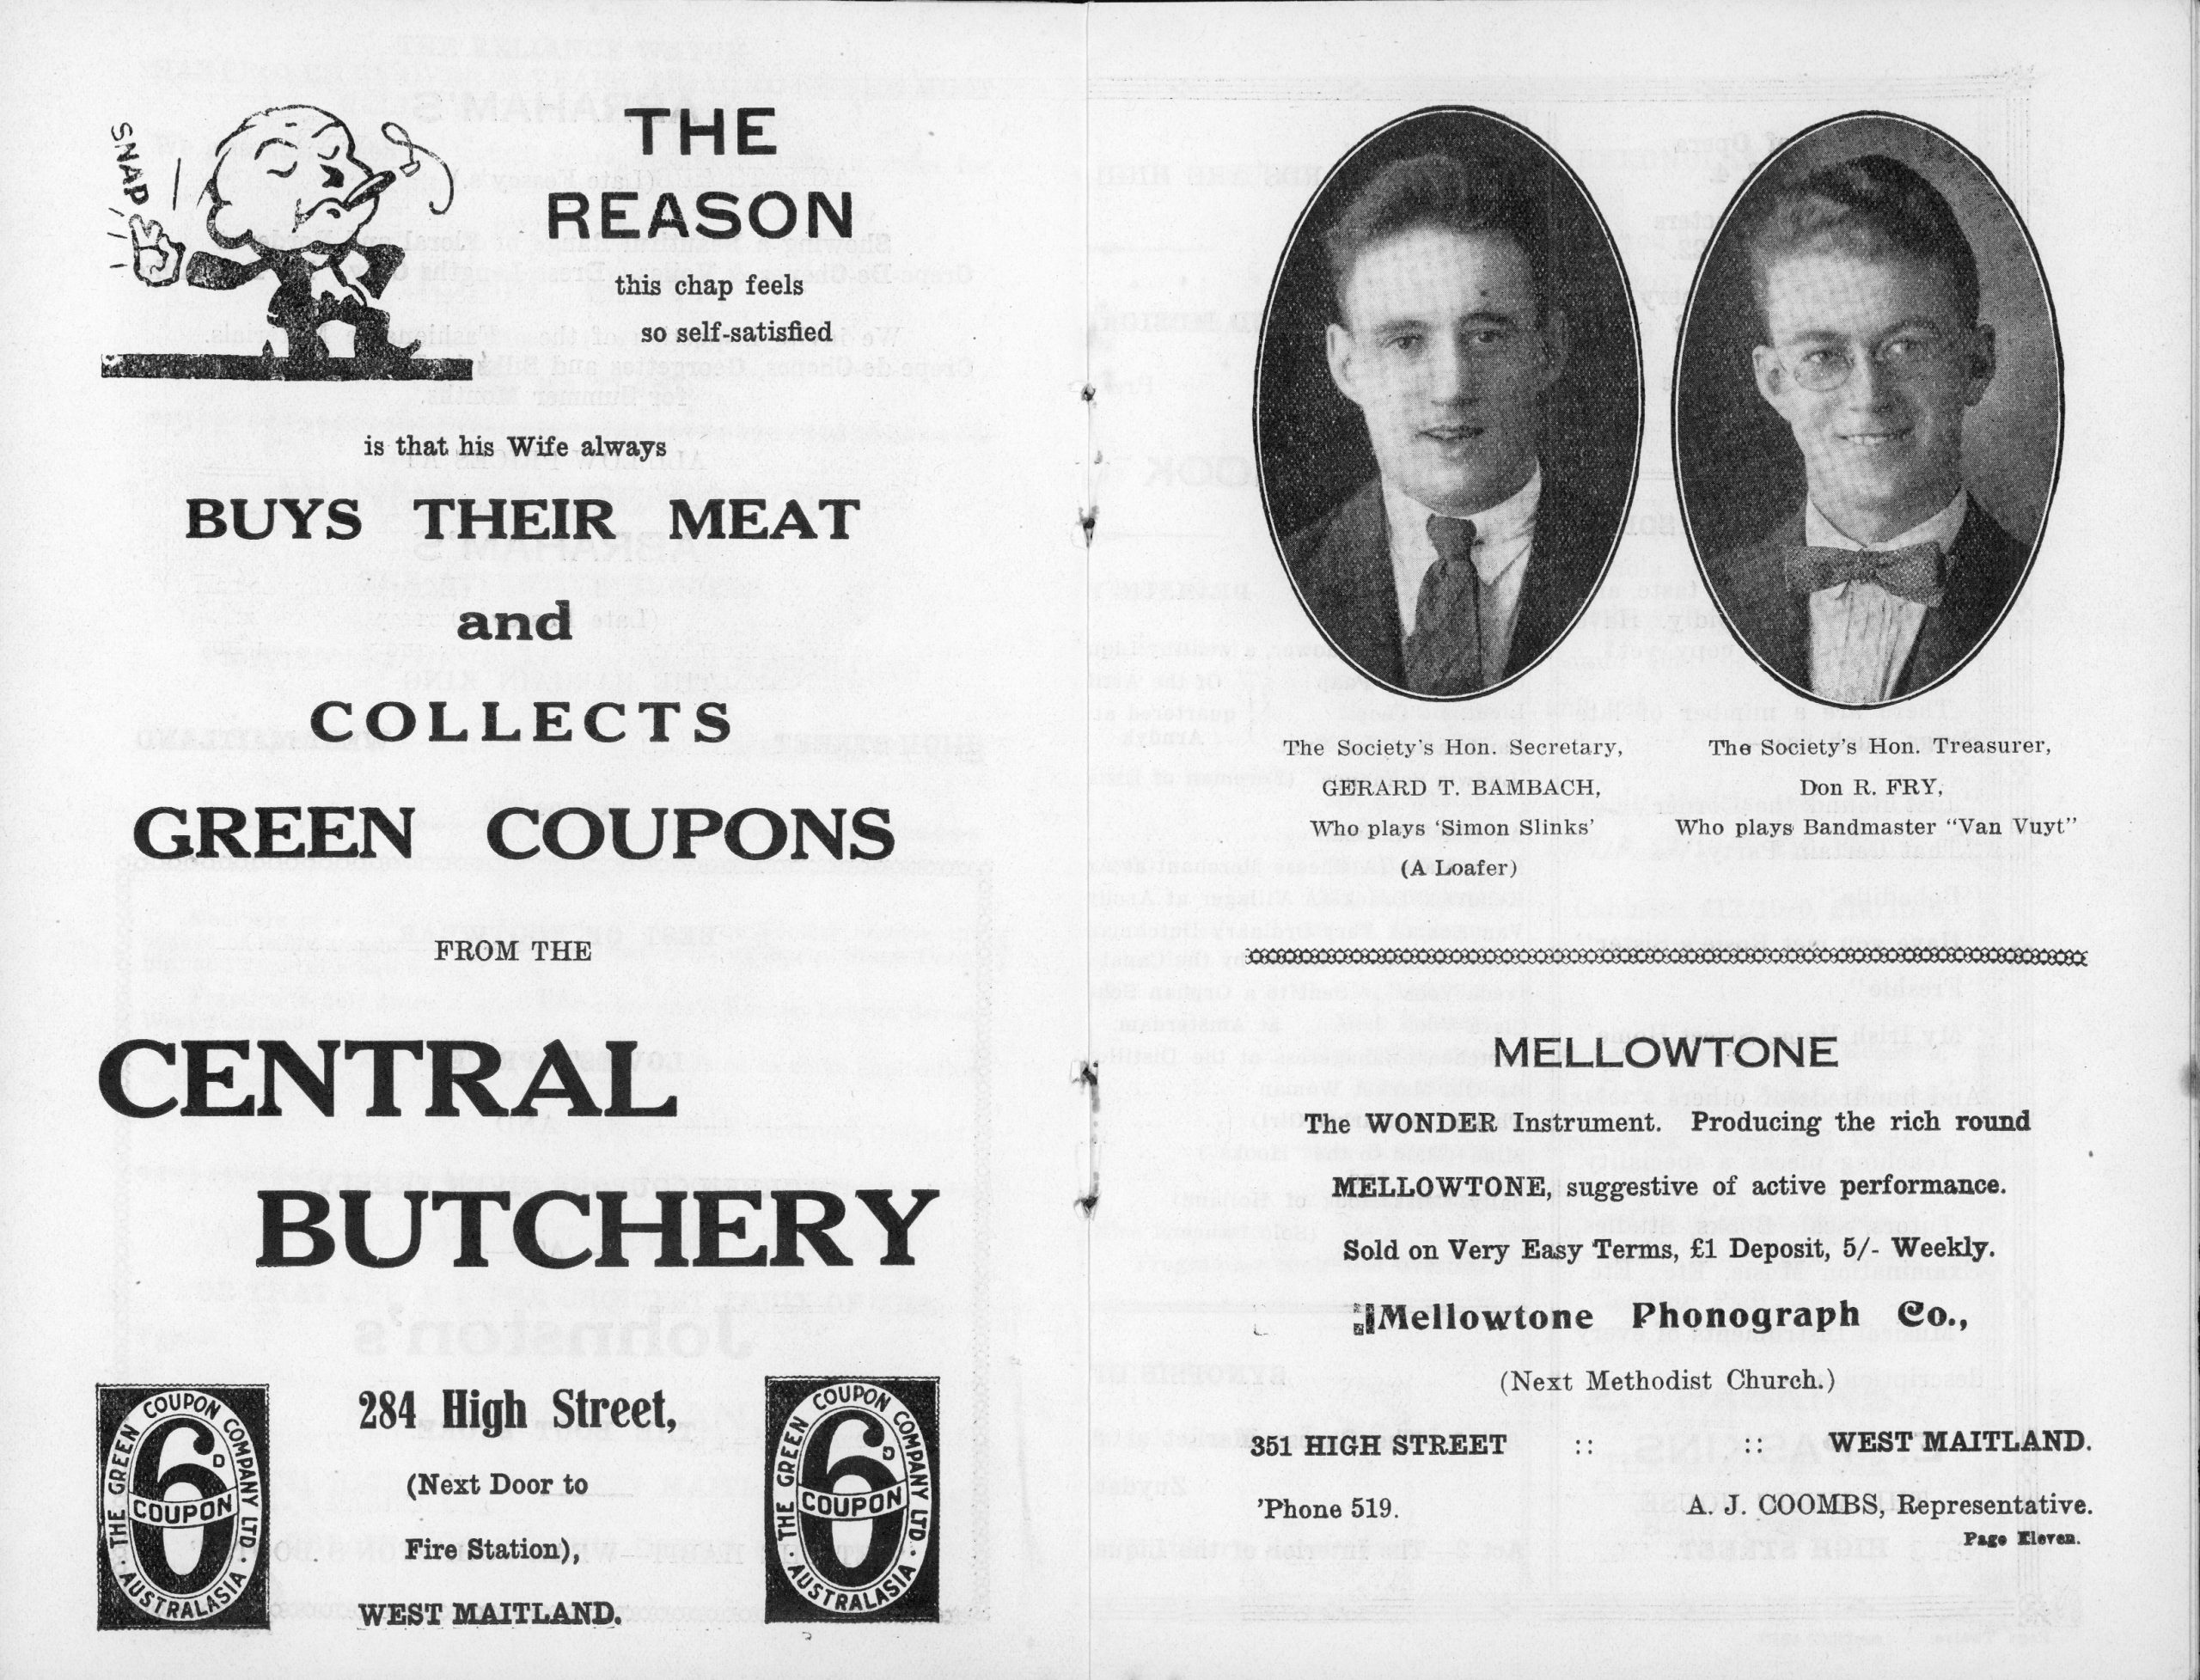 SNAP
THE
REASON
this chap feels
so self-satisfied
is that his Wife always
BUYS THEIR MEAT
and
COLLECTS
GREEN COUPONS
FROM THE
CENTRAL
BUTCHERY
THE GREEN COUPON COMPANY LTD.
6D
COUPON
· AUSTRALASIA ·
284 High Street,
(Next Door to
Fire Station),
WEST MAITLAND.
THE GREEN COUPON COMPANY LTD.
6D
COUPON
· AUSTRALASIA ·
The Society's Hon. Secretary,
GERARD T. BAMBACH,
Who plays 'Simon Slinks'
(A Loafer)
The Society's Hon. Treasurer,
Don R. FRY,
Who plays Bandmaster "Van Vuyt"
MELLOWTONE
The WONDER Instrument. Producing the rich round
MELLOWTONE, suggestive of active performance.
Sold on Very Easy Terms, £1 Deposit, 5/- Weekly.
Mellowtone Phonograph Co.,
(Next Methodist Church.)
351 HIGH STREET :: :: WEST MAITLAND.
'Phone 519. A. J. COOMBS, Representative.
Page Eleven.